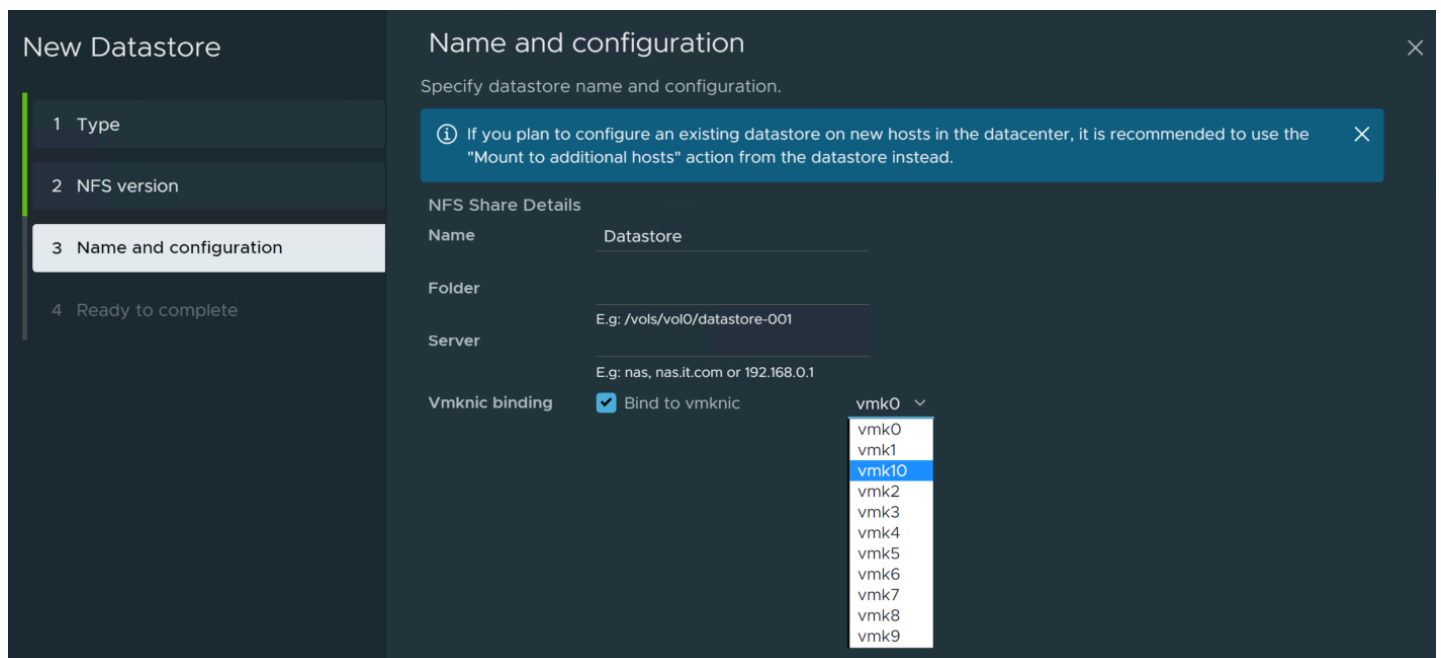 New Datastore
1 Type
2 NFS version
3 Name and configuration
4 Ready to complete
Name and configuration
Specify datastore name and configuration.
If you plan to configure an existing datastore on new hosts in the datacenter, it is recommended to use the
"Mount to additional hosts" action from the datastore instead.
NFS Share Details
Name Datastore
Folder
E.g: /vols/vol0/datastore-001
Server
E.g: nas, nas.it.com or 192.168.0.1
Vmknic binding Bind to vmknic vmk0
vmk0
vmk1
vmk10
vmk2
vmk3
vmk4
vmk5
vmk6
vmk7
vmk8
vmk9